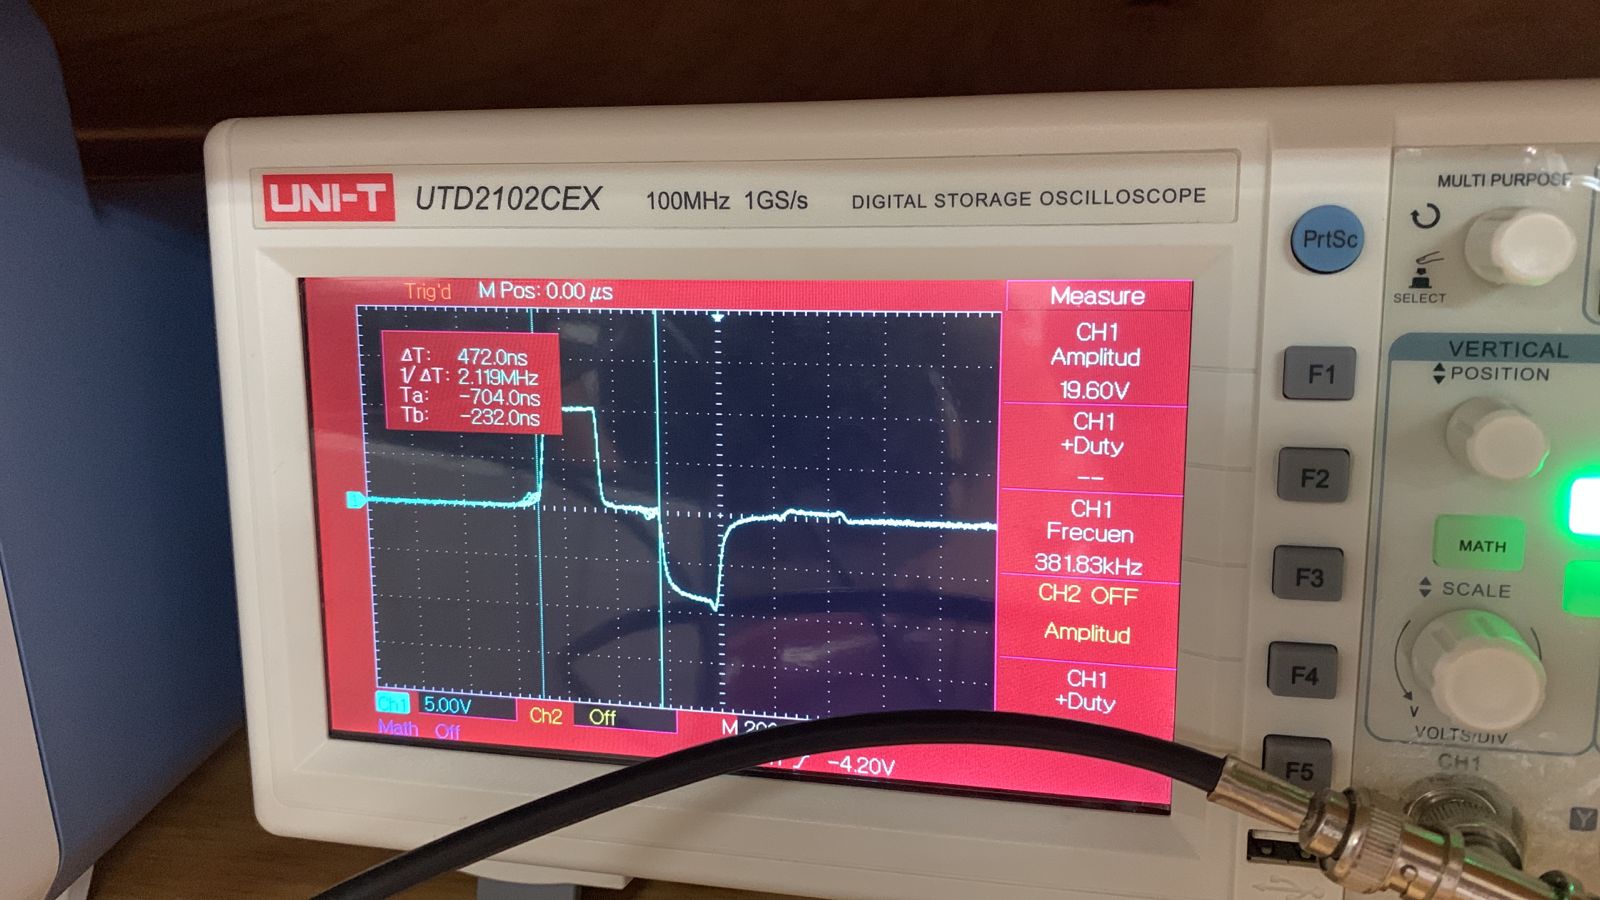 UNI-T UTD2102CEX 100MHz 1GS/s DIGITAL STORAGE OSCILLOSCOPE
Trig'd M Pos: 0.00 µs
ΔT: 472.0ns
1/ΔT: 2.119MHz
Ta: -704.0ns
Tb: -232.0ns
1
Ch1 5.00V
Ch2 Off
Math Off
-4.20V
Measure
CH1
Amplitud
19.60V
CH1
+Duty
--
CH1
Frecuen
381.83kHz
CH2 OFF
Amplitud
CH1
+Duty
PrtSc
F1
F2
F3
F4
F5
MULTI PURPOSE
SELECT
VERTICAL
POSITION
MATH
SCALE
V
VOLTS/DIV
CH1
Y